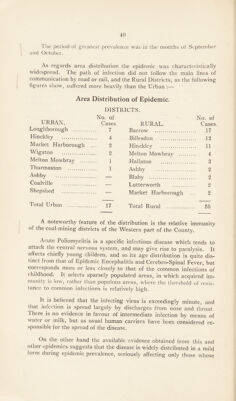 40
The period of greatest prevalence was in the months of September
and October.
As regards area distribution the epidemic was characteristically
widespread. The path of infection did not follow the main lines of
communication by road or rail, and the Rural Districts, as the following
figures show, suffered more heavily than the Urban :—
Area Distribution of Epidemic.
DISTRICTS.
URBAN. No. of Cases. RURAL. No. of Cases.
Loughborough ......... 7 Barrow ......... 17
Hinckley ......... 4 Billesdon ......... 12
Market Harborough ... 2 Hinckley ......... 11
Wigston ......... 2 Melton Mowbray ...... 4
Melton Mowbray ...... 1 Hallaton ......... 3
Thurmaston ......... 1 Ashby ......... 2
Ashby ......... — Blaby ......... 2
Coalville ......... — Lutterworth ......... 2
Shepshed ......... — Market Harborough ... 2
Total Urban ...... 17 Total Rural ...... 55
A noteworthy feature of the distribution is the relative immunity
of the coal-mining districts of the Western part of the County.
Acute Poliomyelitis is a specific infectious disease which tends to
attack the central nervous system, and may give rise to paralysis. It
affects chiefly young children, and so its age distribution is quite dis-
tinct from that of Epidemic Encephalitis and Cerebro-Spinal Fever, but
corresponds more or less closely to that of the common infections of
childhood. It selects sparsely populated areas, in which acquired im-
munity is low, rather than populous areas, where the threshold of resis-
tance to common infections is relatively high.
It is believed that the infecting virus is exceedingly minute, and
that infection is spread largely by discharges from nose and throat.
There is no evidence in favour of intermediate infection by means of
water or milk, but as usual human carriers have been considered re-
sponsible for the spread of the disease.
On the other hand the available evidence obtained from this and
other epidemics suggests that the disease is widely distributed in a mild
form during epidemic prevalence, seriously affecting only those whose